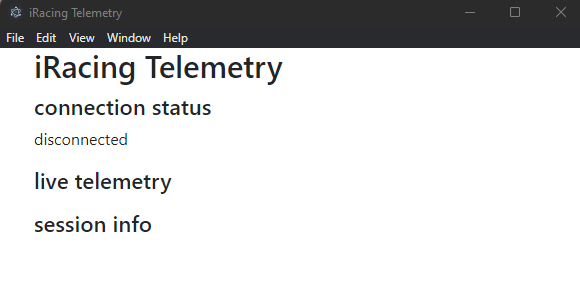 iRacing Telemetry
File Edit View Window Help
iRacing Telemetry
connection status
disconnected
live telemetry
session info